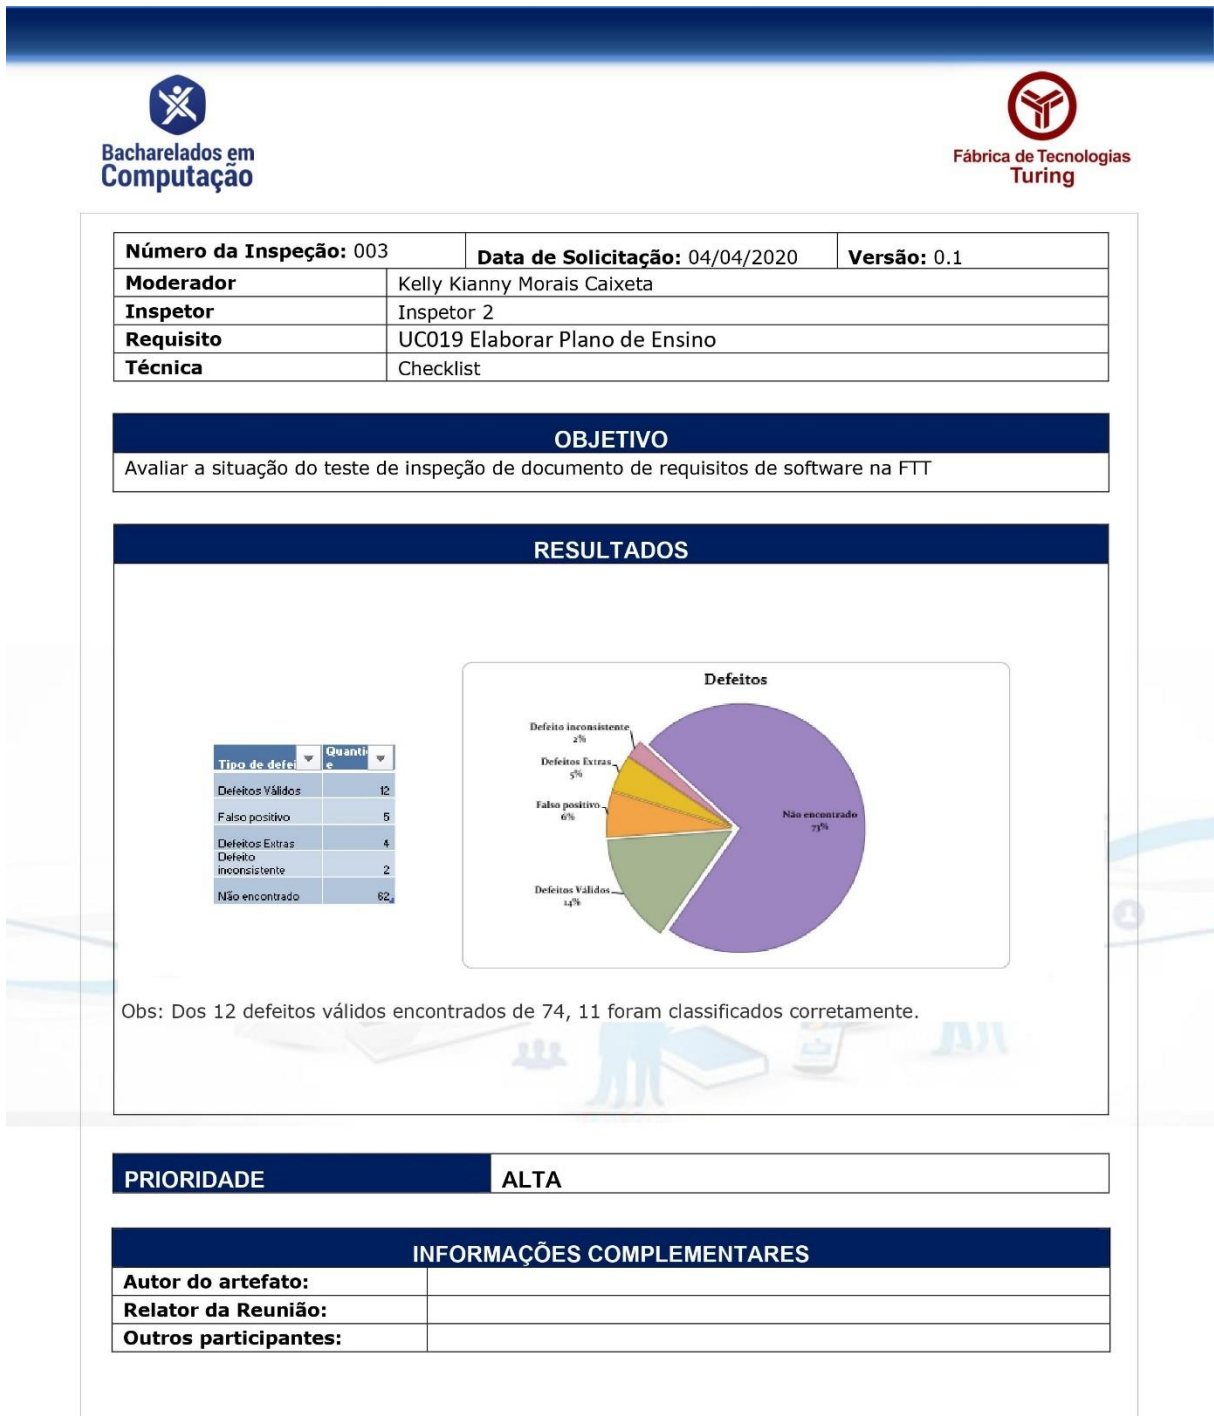 Bacharelados em
Computação
Fábrica de Tecnologias
Turing
Número da Inspeção: 003
Data de Solicitação: 04/04/2020
Versão: 0.1
Moderador
Kelly Kianny Morais Caixeta
Inspetor
Inspetor 2
Requisito
UC019 Elaborar Plano de Ensino
Técnica
Checklist
OBJETIVO
Avaliar a situação do teste de inspeção de documento de requisitos de software na FTT
RESULTADOS
Tipo de defei
Quanti
e
Defeitos Válidos 12
Falso positivo 5
Defeitos Extras 4
Defeito
inconsistente 2
Não encontrado 62
Defeitos
Defeito inconsistente
2%
Defeitos Extras
5%
Falso positivo
6%
Não encontrado
73%
Defeitos Válidos
14%
Obs: Dos 12 defeitos válidos encontrados de 74, 11 foram classificados corretamente.
PRIORIDADE
ALTA
INFORMAÇÕES COMPLEMENTARES
Autor do artefato:
Relator da Reunião:
Outros participantes: